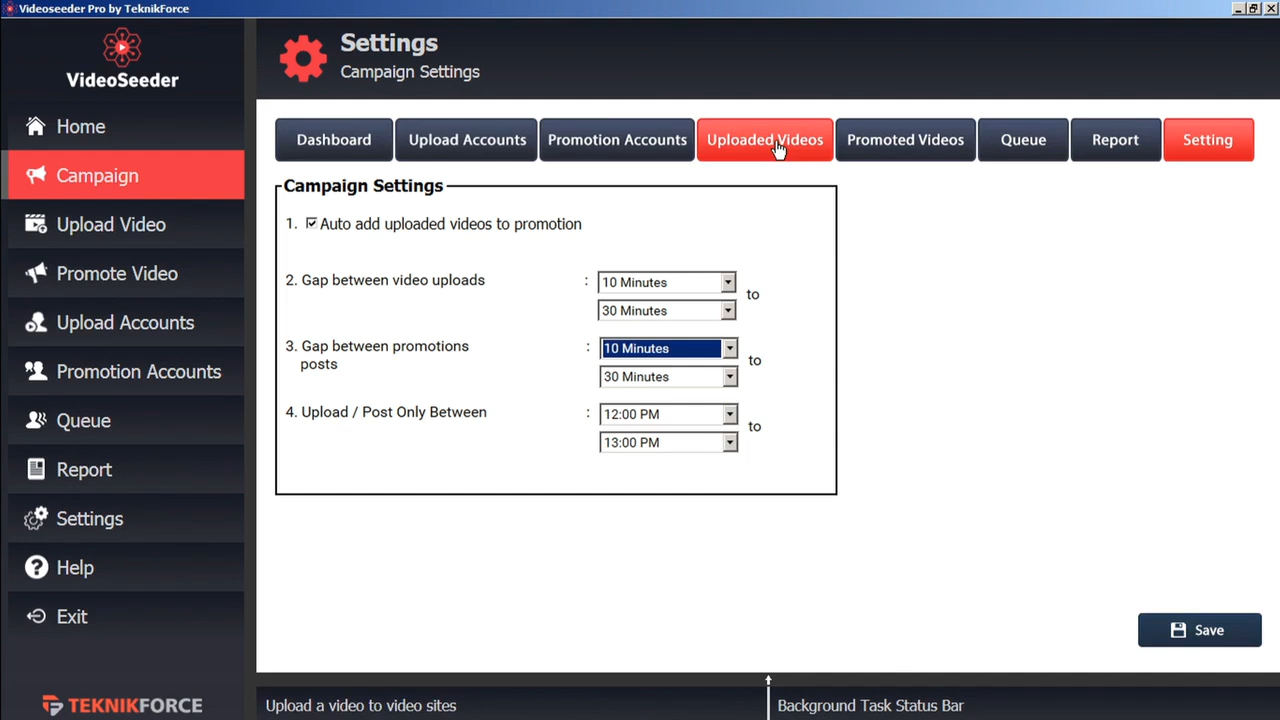 Videoseeder Pro by TeknikForce
VideoSeeder
Settings
Campaign Settings
Home
Campaign
Upload Video
Promote Video
Upload Accounts
Promotion Accounts
Queue
Report
Settings
Help
Exit
TEKNIKFORCE
Dashboard
Upload Accounts
Promotion Accounts
Uploaded Videos
Promoted Videos
Queue
Report
Setting
Campaign Settings
1. Auto add uploaded videos to promotion
2. Gap between video uploads : 10 Minutes
to
30 Minutes
3. Gap between promotions : 10 Minutes
posts
to
30 Minutes
4. Upload / Post Only Between : 12:00 PM
to
13:00 PM
Save
Upload a video to video sites
Background Task Status Bar